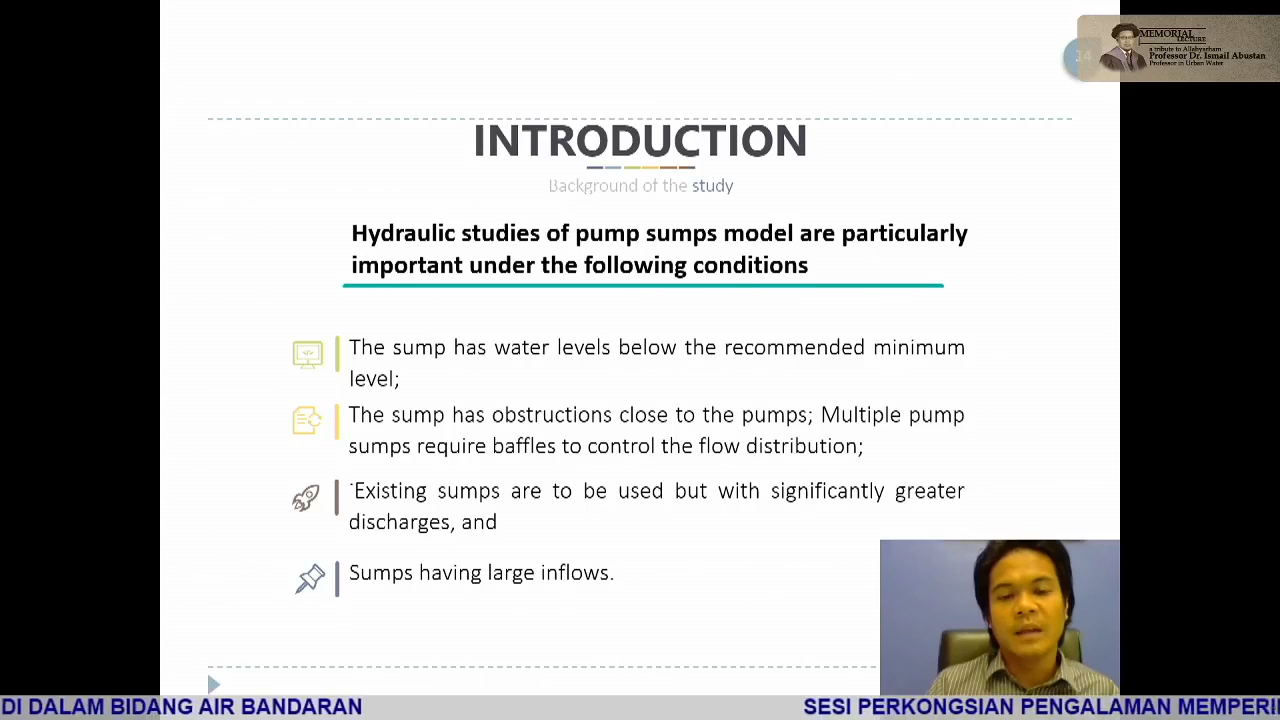 14
MEMORIAL
LECTURE
a tribute to Allahyarham
Professor Dr. Ismail Abustan
Professor in Urban Water
INTRODUCTION
Background of the study
Hydraulic studies of pump sumps model are particularly
important under the following conditions
The sump has water levels below the recommended minimum
level;
The sump has obstructions close to the pumps; Multiple pump
sumps require baffles to control the flow distribution;
Existing sumps are to be used but with significantly greater
discharges, and
Sumps having large inflows.
DI DALAM BIDANG AIR BANDARAN SESI PERKONGSIAN PENGALAMAN MEMPERI